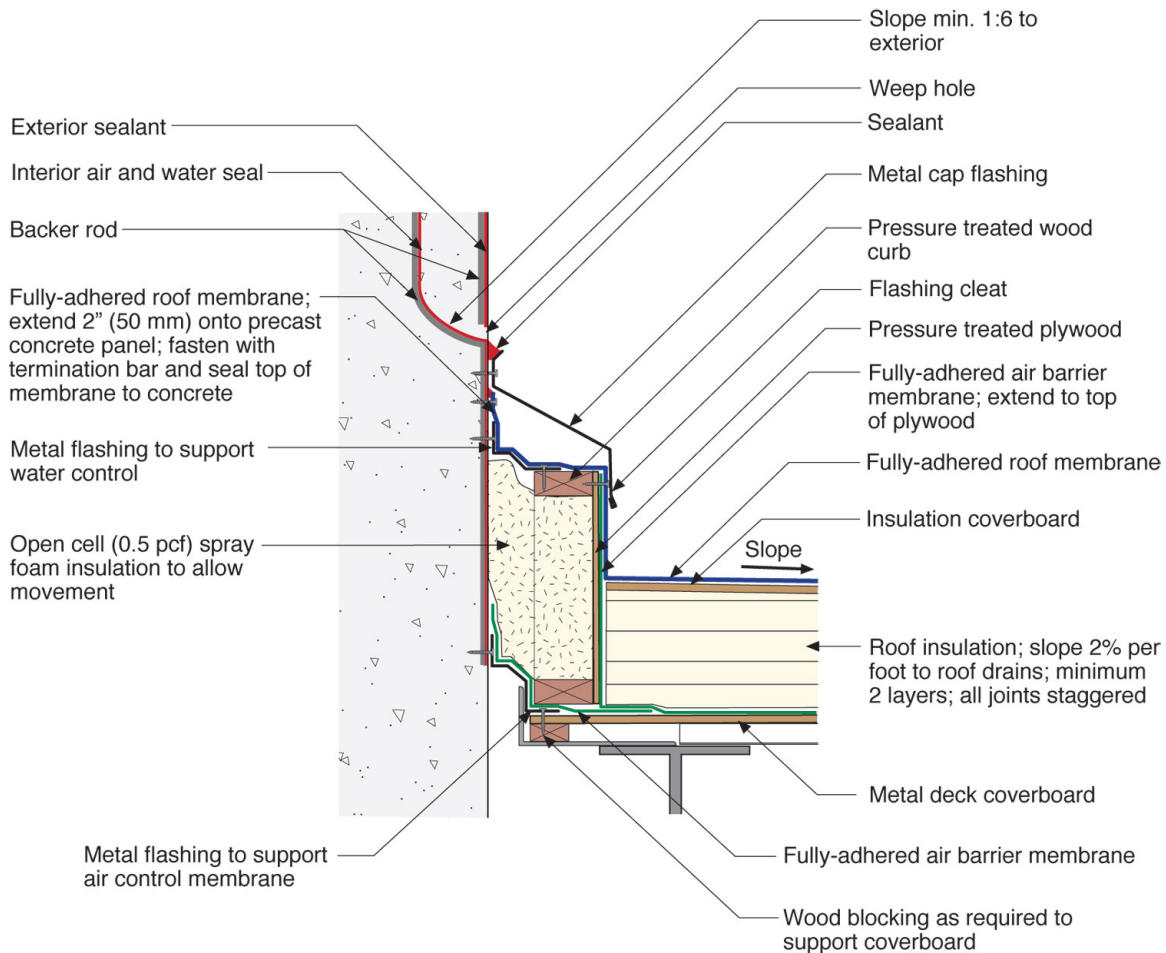 Exterior sealant
Interior air and water seal
Backer rod
Fully-adhered roof membrane;
extend 2” (50 mm) onto precast
concrete panel; fasten with
termination bar and seal top of
membrane to concrete
Metal flashing to support
water control
Open cell (0.5 pcf) spray
foam insulation to allow
movement
Metal flashing to support
air control membrane
Slope min. 1:6 to
exterior
Weep hole
Sealant
Metal cap flashing
Pressure treated wood
curb
Flashing cleat
Pressure treated plywood
Fully-adhered air barrier
membrane; extend to top
of plywood
Fully-adhered roof membrane
Insulation coverboard
Slope
Roof insulation; slope 2% per
foot to roof drains; minimum
2 layers; all joints staggered
Metal deck coverboard
Fully-adhered air barrier membrane
Wood blocking as required to
support coverboard